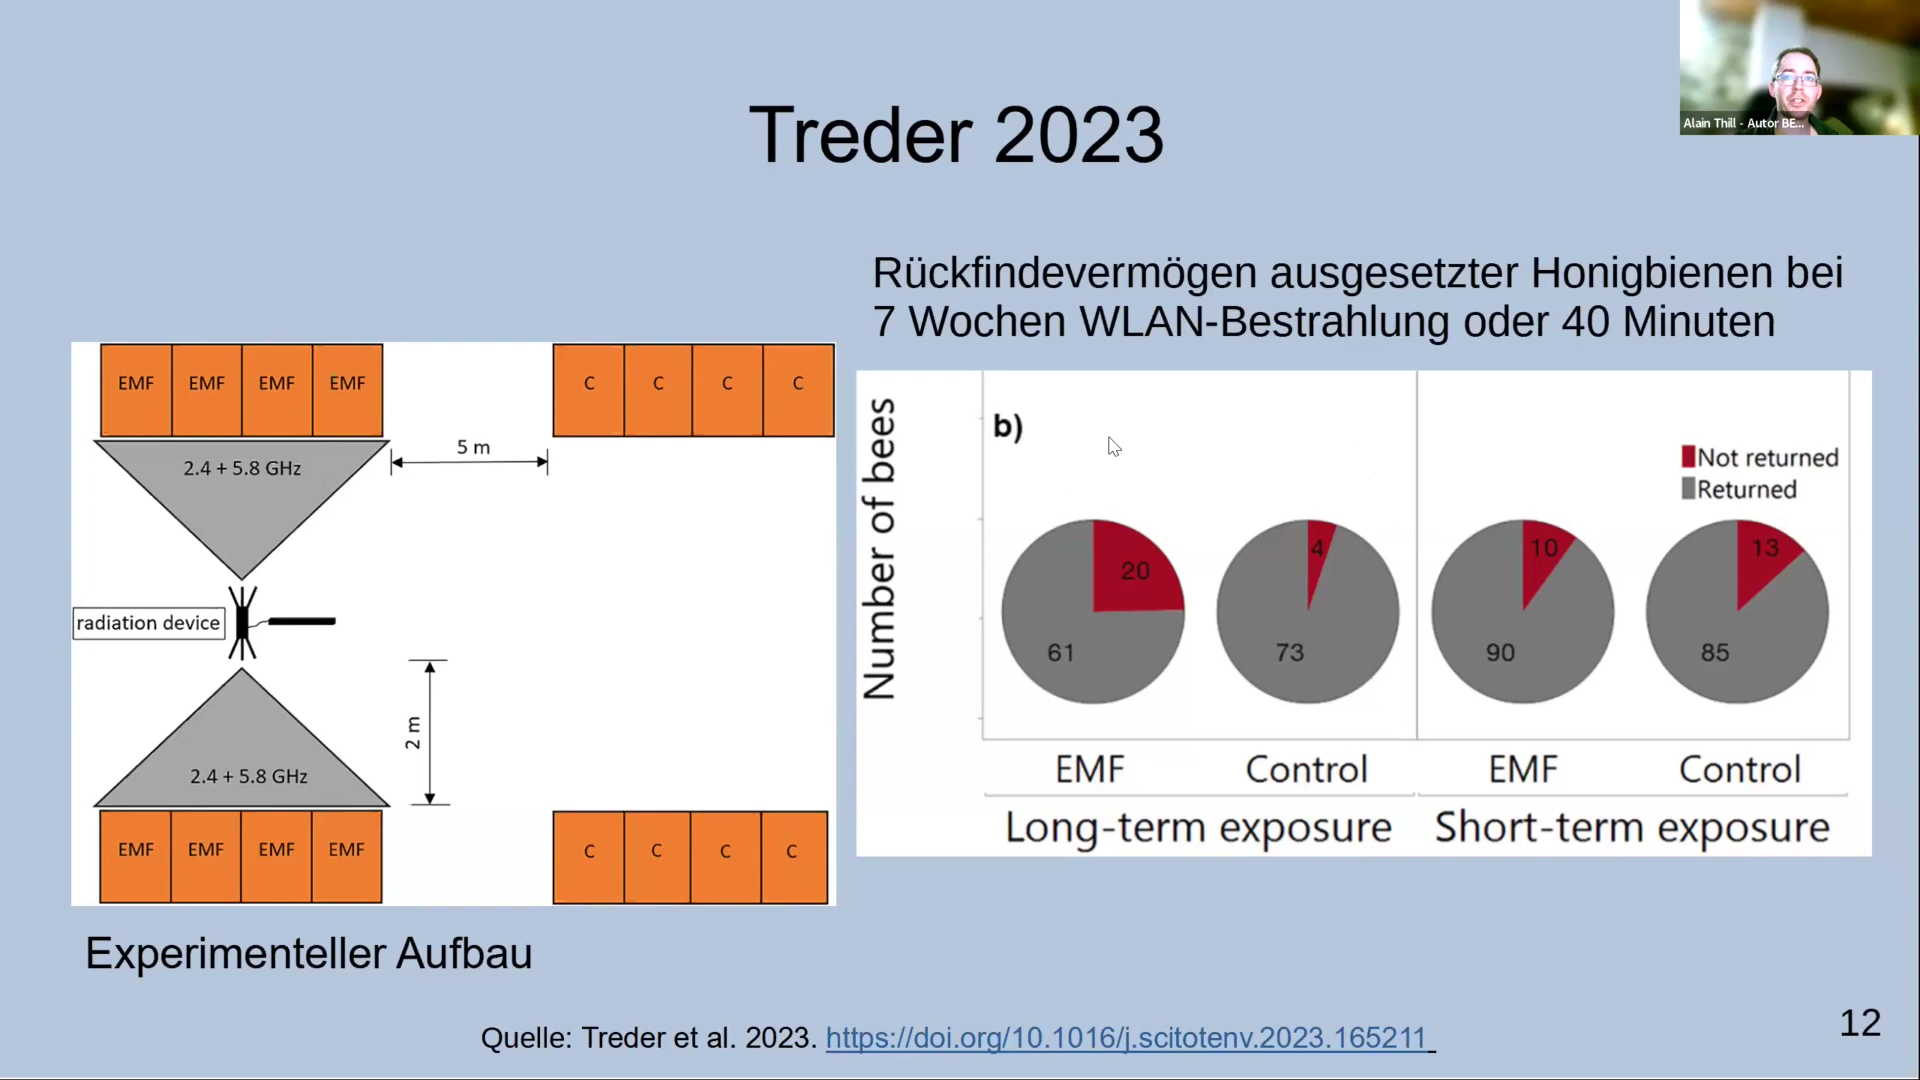 Alain Thill - Autor BE...
Treder 2023
Rückfindevermögen ausgesetzter Honigbienen bei
7 Wochen WLAN-Bestrahlung oder 40 Minuten
EMF EMF EMF EMF
C C C C
2.4 + 5.8 GHz
5 m
radiation device
2 m
2.4 + 5.8 GHz
EMF EMF EMF EMF
C C C C
Number of bees
b)
Not returned
Returned
20 4 10 13
61 73 90 85
EMF Control EMF Control
Long-term exposure Short-term exposure
Experimenteller Aufbau
Quelle: Treder et al. 2023. https://doi.org/10.1016/j.scitotenv.2023.165211
12